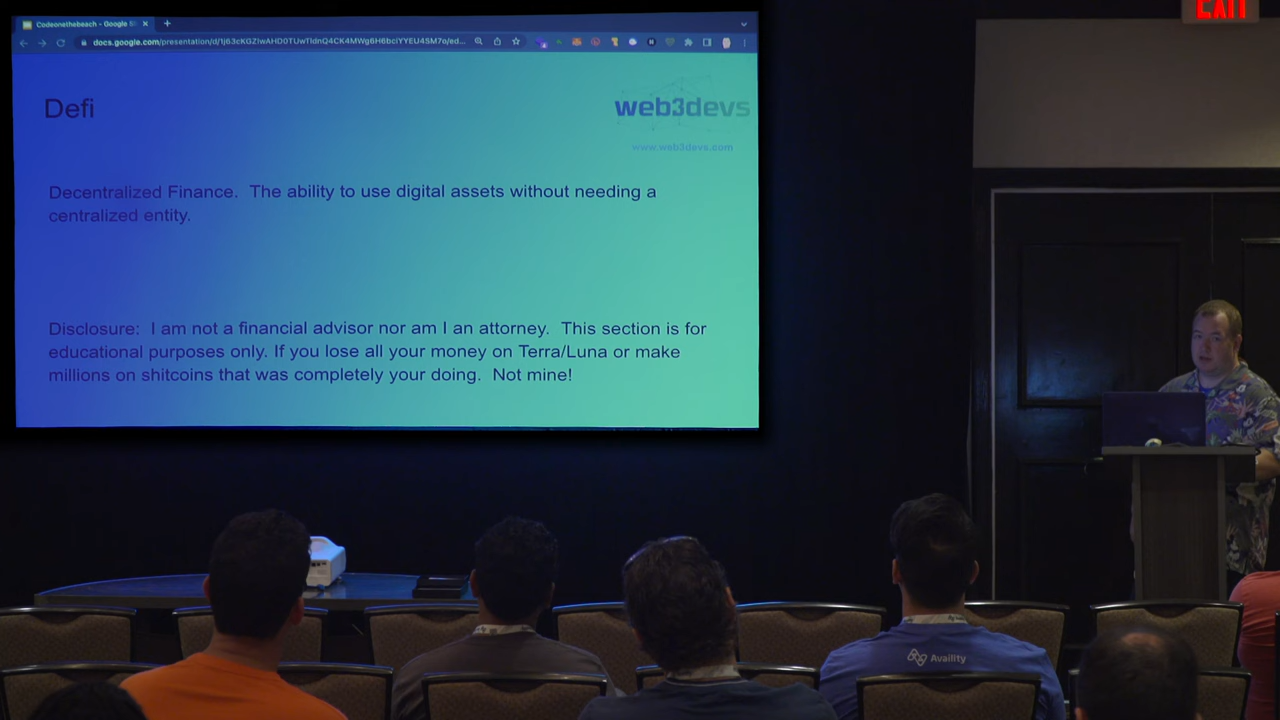 Codeonthebeach - Google Sl
docs.google.com/presentation/d/1j63cKGZIwAHD0TUwTldnQ4CK4MWg6H6bciYYEU4SM7o/ed...
Defi
web3devs
www.web3devs.com
Decentralized Finance. The ability to use digital assets without needing a
centralized entity.
Disclosure: I am not a financial advisor nor am I an attorney. This section is for
educational purposes only. If you lose all your money on Terra/Luna or make
millions on shitcoins that was completely your doing. Not mine!
EXIT
Availity